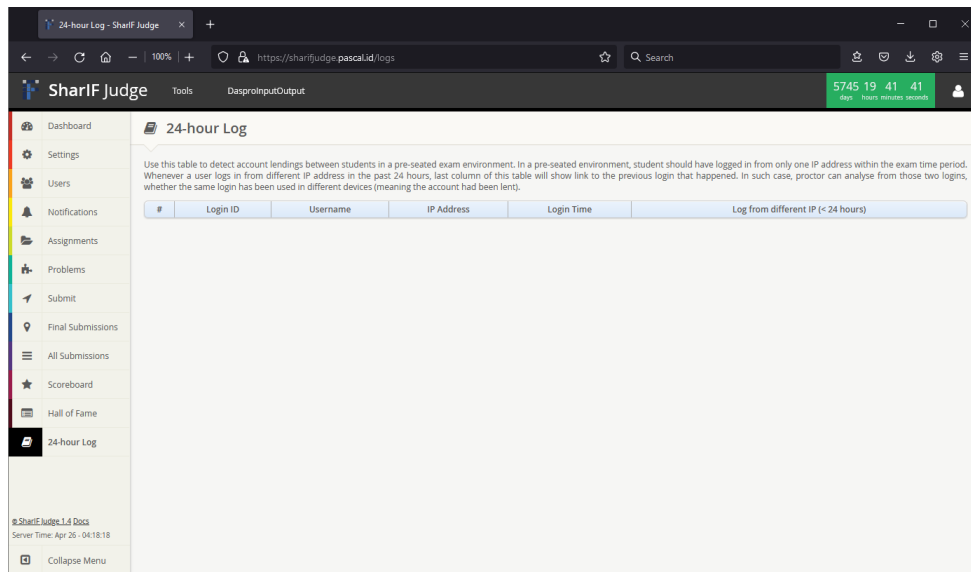 24-hour Log - SharIF Judge
100%
https://sharifjudge.pascal.id/logs
Search
SharIF Judge
Tools
DasproInputOutput
5745 19 41 41
days hours minutes seconds
Dashboard
Settings
Users
Notifications
Assignments
Problems
Submit
Final Submissions
All Submissions
Scoreboard
Hall of Fame
24-hour Log
© SharIF Judge 1.4 Docs
Server Time: Apr 26 - 04:18:18
Collapse Menu
24-hour Log
Use this table to detect account lendings between students in a pre-seated exam environment. In a pre-seated environment, student should have logged in from only one IP address within the exam time period.
Whenever a user logs in from different IP address in the past 24 hours, last column of this table will show link to the previous login that happened. In such case, proctor can analyse from those two logins,
whether the same login has been used in different devices (meaning the account had been lent).
# Login ID Username IP Address Login Time Log from different IP (< 24 hours)